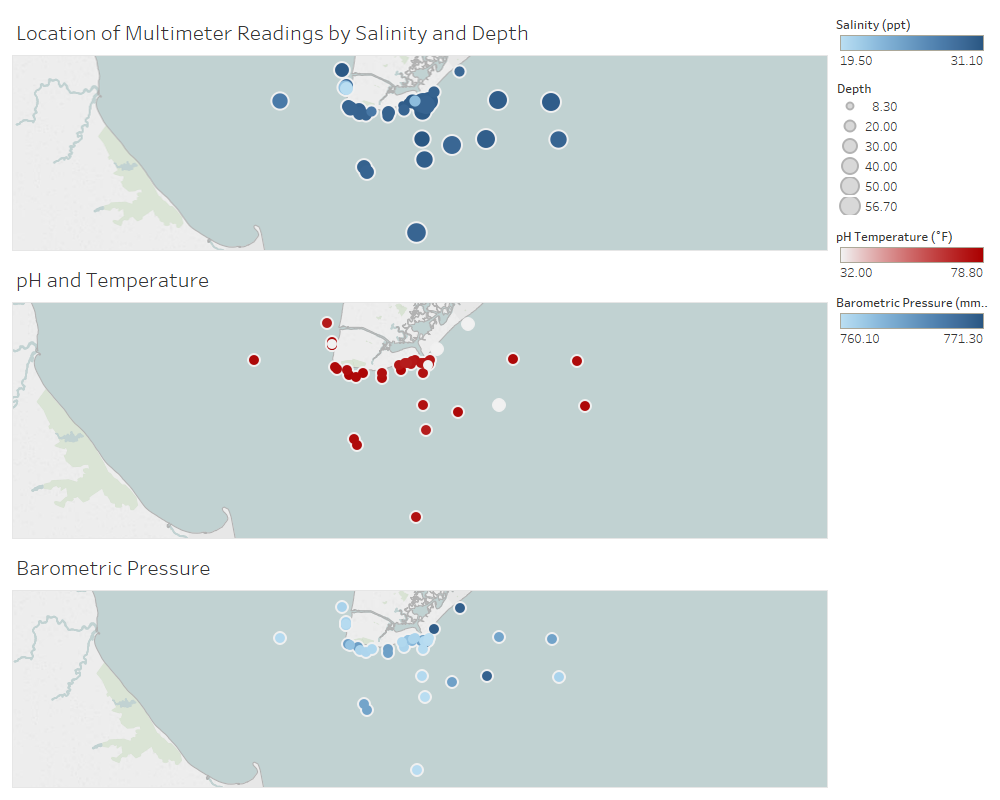 Location of Multimeter Readings by Salinity and Depth
Salinity (ppt)
19.50 31.10
Depth
8.30
20.00
30.00
40.00
50.00
56.70
pH Temperature (˚F)
32.00 78.80
pH and Temperature
Barometric Pressure (mm..
760.10 771.30
Barometric Pressure